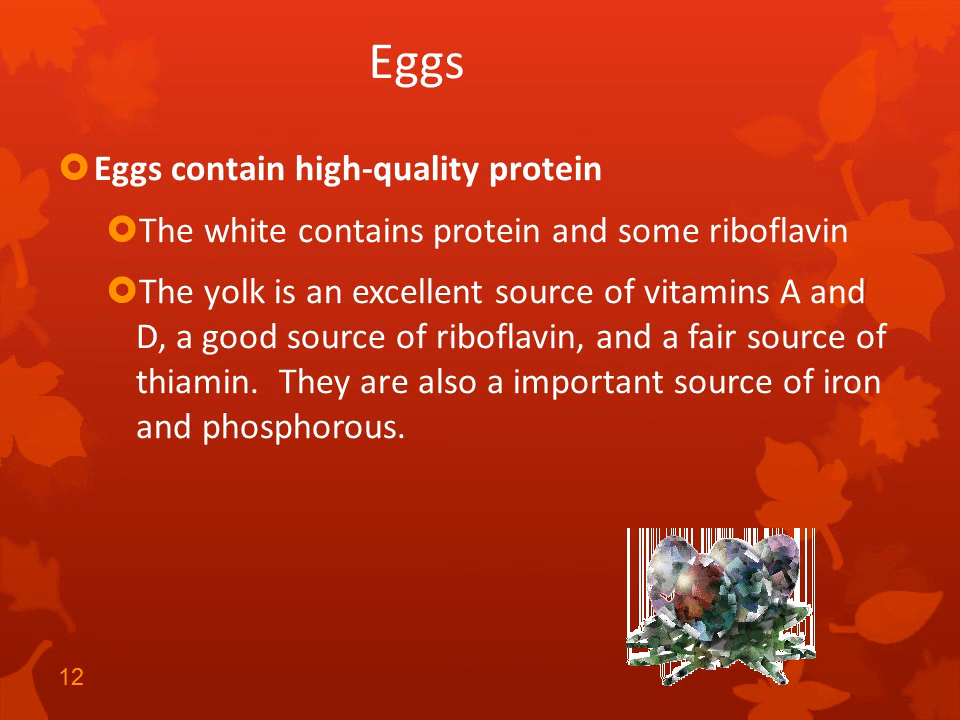 Eggs
Eggs contain high-quality protein
The white contains protein and some riboflavin
The yolk is an excellent source of vitamins A and
D, a good source of riboflavin, and a fair source of
thiamin.  They are also a important source of iron
and phosphorous.
12